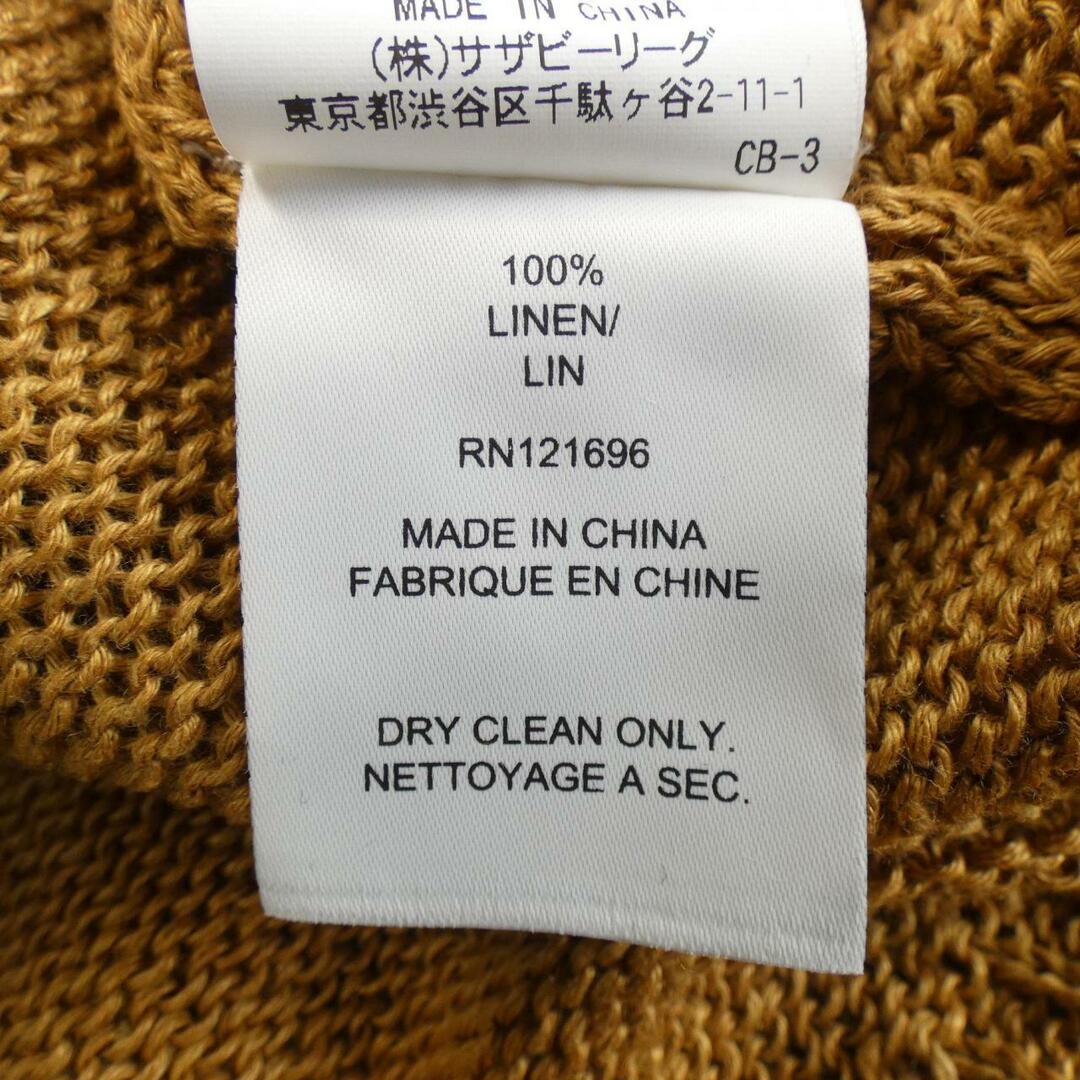 MADE IN CHINA
(株)サザビーリーグ
東京都渋谷区千駄ヶ谷2-11-1
CB-3
100%
LINEN/
LIN
RN121696
MADE IN CHINA
FABRIQUE EN CHINE
DRY CLEAN ONLY.
NETTOYAGE A SEC.